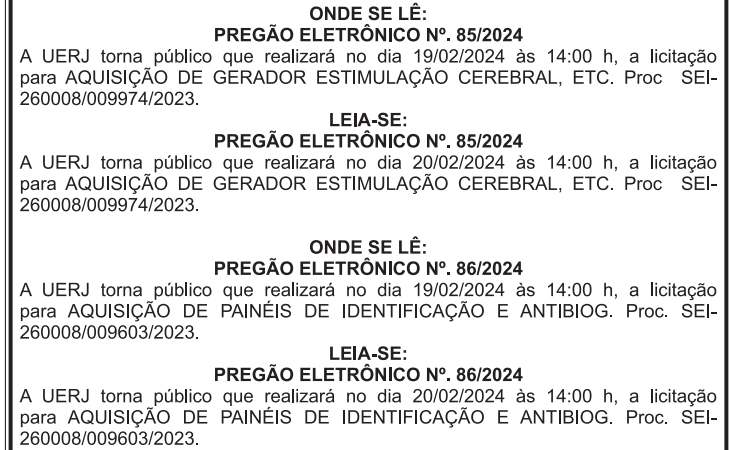 ONDE SE LÊ:
PREGÃO ELETRÔNICO Nº. 85/2024
A UERJ torna público que realizará no dia 19/02/2024 às 14:00 h, a licitação
para AQUISIÇÃO DE GERADOR ESTIMULAÇÃO CEREBRAL, ETC. Proc SEI-
260008/009974/2023.
LEIA-SE:
PREGÃO ELETRÔNICO Nº. 85/2024
A UERJ torna público que realizará no dia 20/02/2024 às 14:00 h, a licitação
para AQUISIÇÃO DE GERADOR ESTIMULAÇÃO CEREBRAL, ETC. Proc SEI-
260008/009974/2023.
ONDE SE LÊ:
PREGÃO ELETRÔNICO Nº. 86/2024
A UERJ torna público que realizará no dia 19/02/2024 às 14:00 h, a licitação
para AQUISIÇÃO DE PAINÉIS DE IDENTIFICAÇÃO E ANTIBIOG. Proc. SEI-
260008/009603/2023.
LEIA-SE:
PREGÃO ELETRÔNICO Nº. 86/2024
A UERJ torna público que realizará no dia 20/02/2024 às 14:00 h, a licitação
para AQUISIÇÃO DE PAINÉIS DE IDENTIFICAÇÃO E ANTIBIOG. Proc. SEI-
260008/009603/2023.